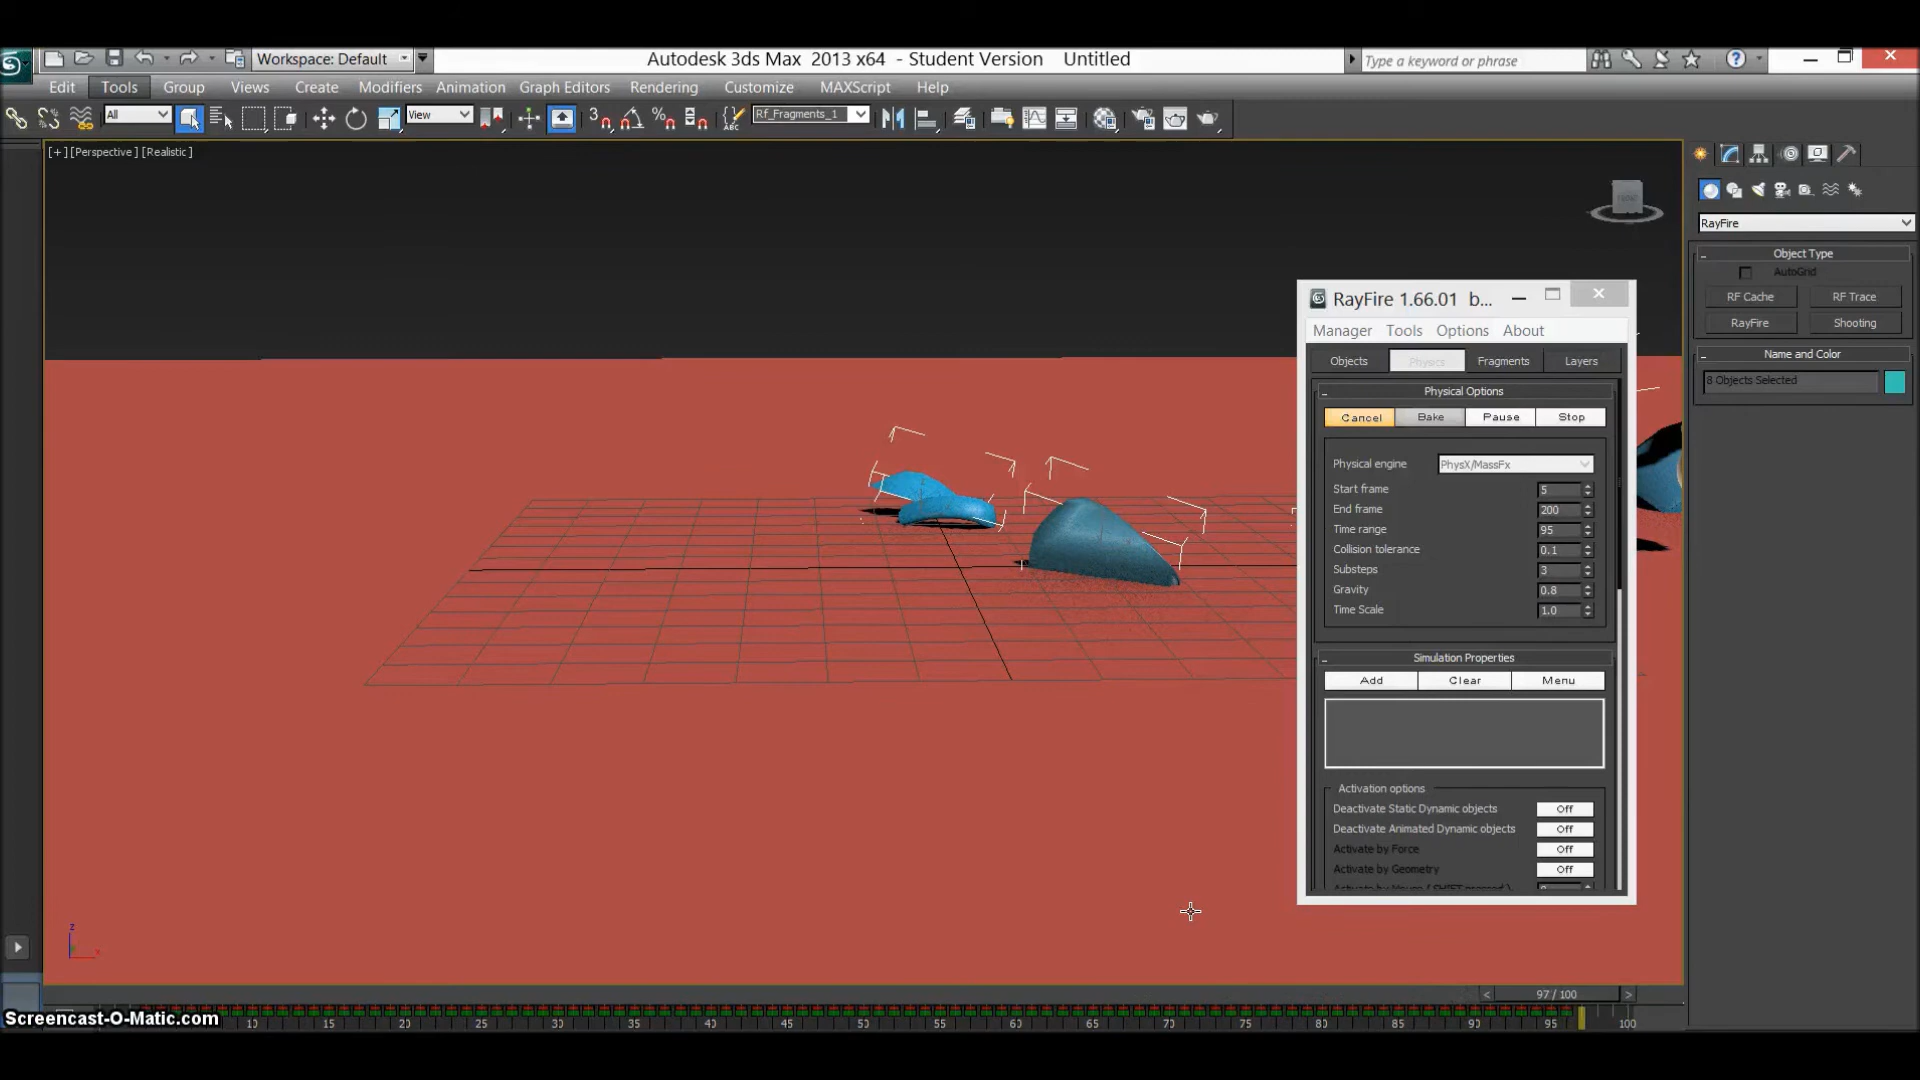 Workspace: Default
Autodesk 3ds Max 2013 x64 - Student Version Untitled
Type a keyword or phrase
Edit Tools Group Views Create Modifiers Animation Graph Editors Rendering Customize MAXScript Help
All
View
Rf_Fragments_1
[+] [Perspective] [Realistic]
RayFire
Object Type
AutoGrid
RF Cache RF Trace
RayFire Shooting
Name and Color
8 Objects Selected
RayFire 1.66.01 b...
Manager Tools Options About
Objects Physics Fragments Layers
Physical Options
Cancel Bake Pause Stop
Physical engine PhysX/MassFx
Start frame 5
End frame 200
Time range 95
Collision tolerance 0.1
Substeps 3
Gravity 0.8
Time Scale 1.0
Simulation Properties
Add Clear Menu
Activation options
Deactivate Static Dynamic objects Off
Deactivate Animated Dynamic objects Off
Activate by Force Off
Activate by Geometry Off
z
x
97 / 100
10 15 20 25 30 35 40 45 50 55 60 65 70 75 80 85 90 95 100
Screencast-O-Matic.com